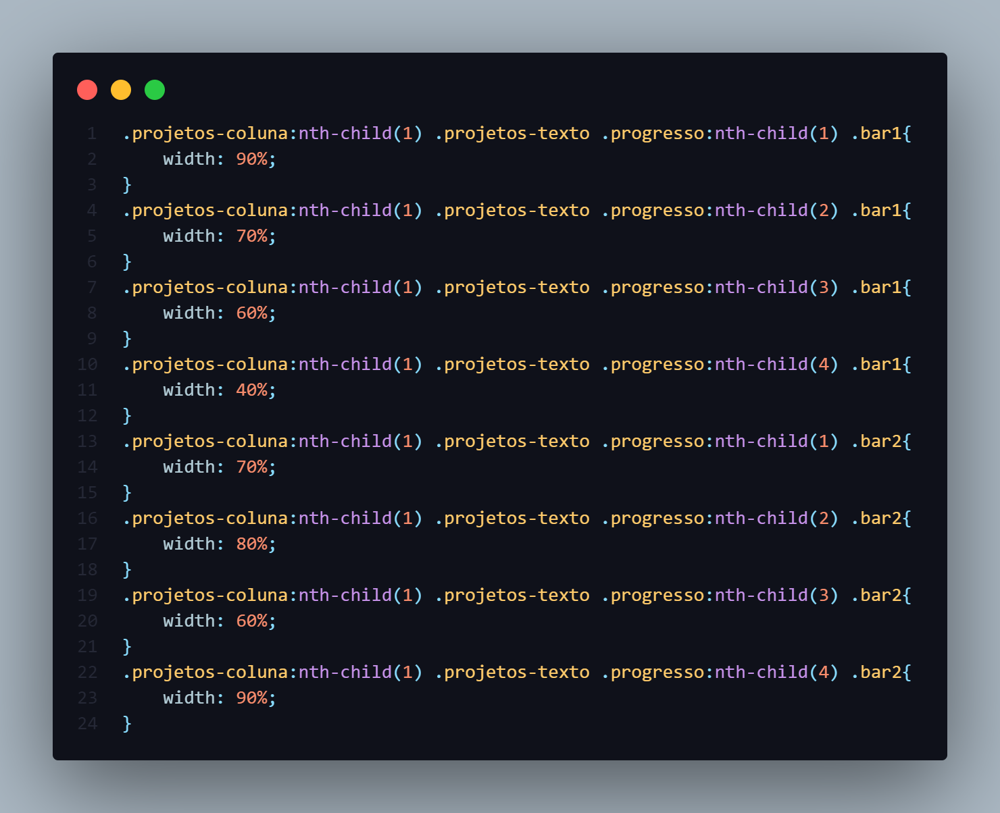 1 .projetos-coluna:nth-child(1) .projetos-texto .progresso:nth-child(1) .bar1{
2     width: 90%;
3 }
4 .projetos-coluna:nth-child(1) .projetos-texto .progresso:nth-child(2) .bar1{
5     width: 70%;
6 }
7 .projetos-coluna:nth-child(1) .projetos-texto .progresso:nth-child(3) .bar1{
8     width: 60%;
9 }
10 .projetos-coluna:nth-child(1) .projetos-texto .progresso:nth-child(4) .bar1{
11     width: 40%;
12 }
13 .projetos-coluna:nth-child(1) .projetos-texto .progresso:nth-child(1) .bar2{
14     width: 70%;
15 }
16 .projetos-coluna:nth-child(1) .projetos-texto .progresso:nth-child(2) .bar2{
17     width: 80%;
18 }
19 .projetos-coluna:nth-child(1) .projetos-texto .progresso:nth-child(3) .bar2{
20     width: 60%;
21 }
22 .projetos-coluna:nth-child(1) .projetos-texto .progresso:nth-child(4) .bar2{
23     width: 90%;
24 }